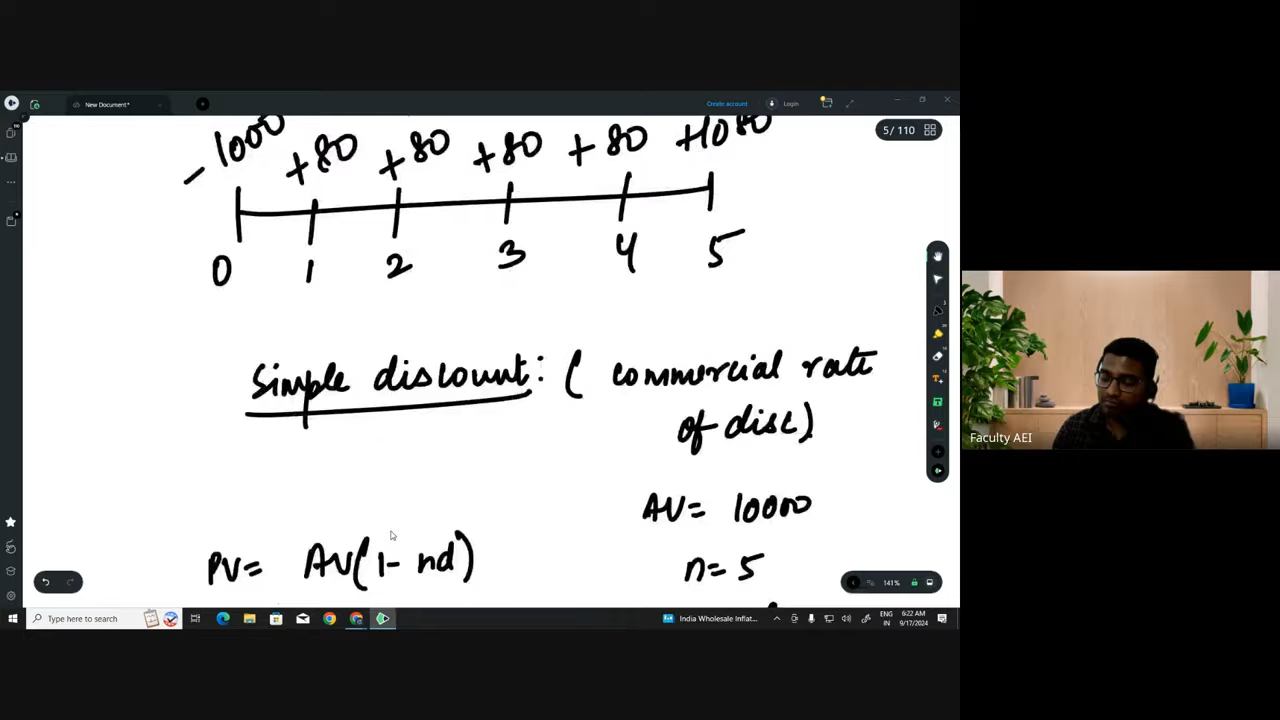 New Document*
Create account
Login
5 / 110
- 1000 +80 +80 +80 +80 +1080
0 1 2 3 4 5
Simple discount: ( commercial rate
of disc)
AV= 10000
PV= AV(1- nd)
n= 5
141%
Faculty AEI
Type here to search
India Wholesale Inflat...
ENG
IN
6:22 AM
9/17/2024